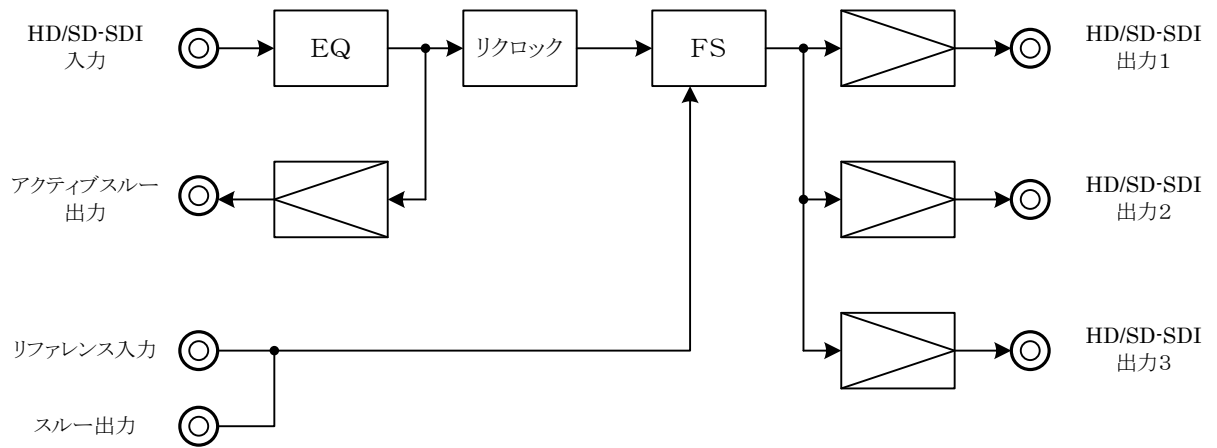 HD/SD-SDI
入力
EQ
リクロック
FS
HD/SD-SDI
出力1
アクティブスルー
出力
HD/SD-SDI
出力2
リファレンス入力
HD/SD-SDI
出力3
スルー出力